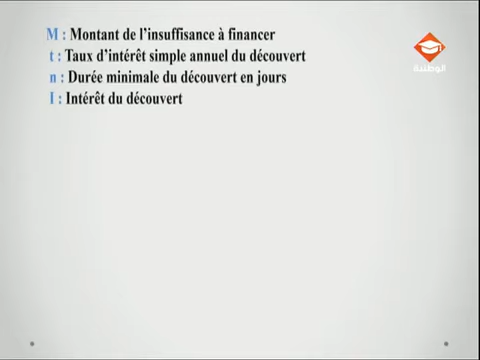 M : Montant de l’insuffisance à financer
t : Taux d’intérêt simple annuel du découvert
n : Durée minimale du découvert en jours
I : Intérêt du découvert
الوطنية